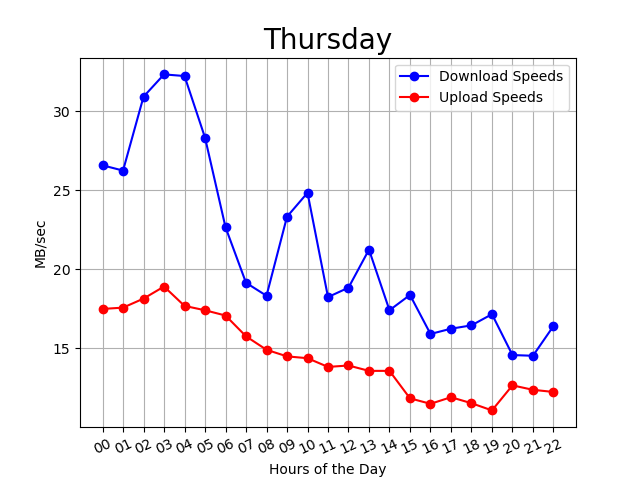 Thursday
Download Speeds
Upload Speeds
30
25
20
15
MB/sec
00 01 02 03 04 05 06 07 08 09 10 11 12 13 14 15 16 17 18 19 20 21 22
Hours of the Day